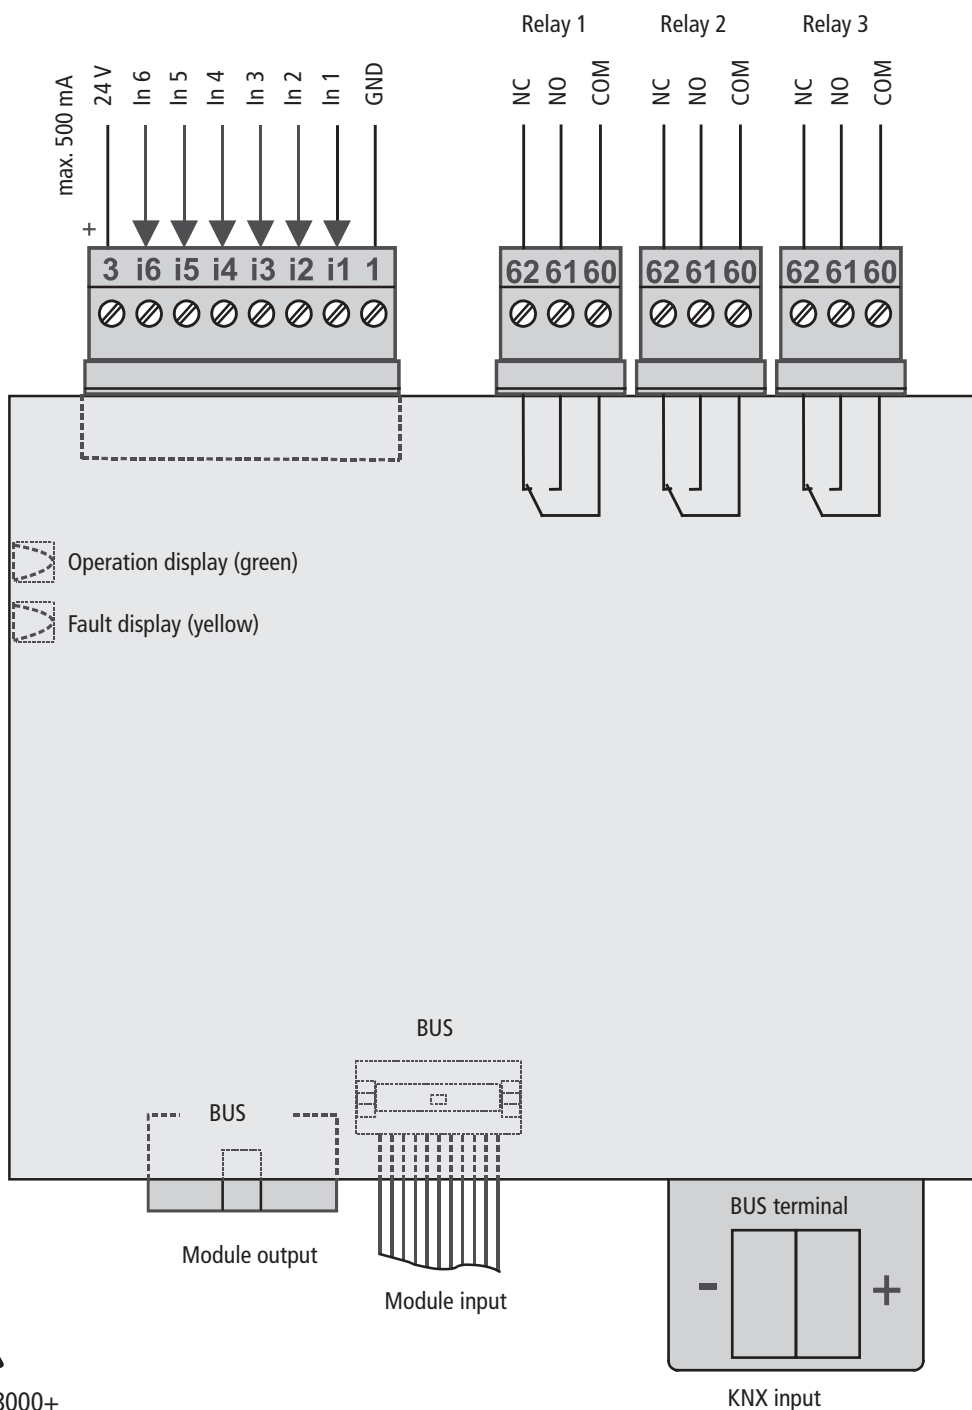 Relay 1 Relay 2 Relay 3
max. 500 mA
24 V In 6 In 5 In 4 In 3 In 2 In 1 GND
NC NO COM NC NO COM NC NO COM
+
3 i6 i5 i4 i3 i2 i1 1
62 61 60 62 61 60 62 61 60
Operation display (green)
Fault display (yellow)
BUS
BUS
BUS terminal
Module output
- +
Module input
KNX input